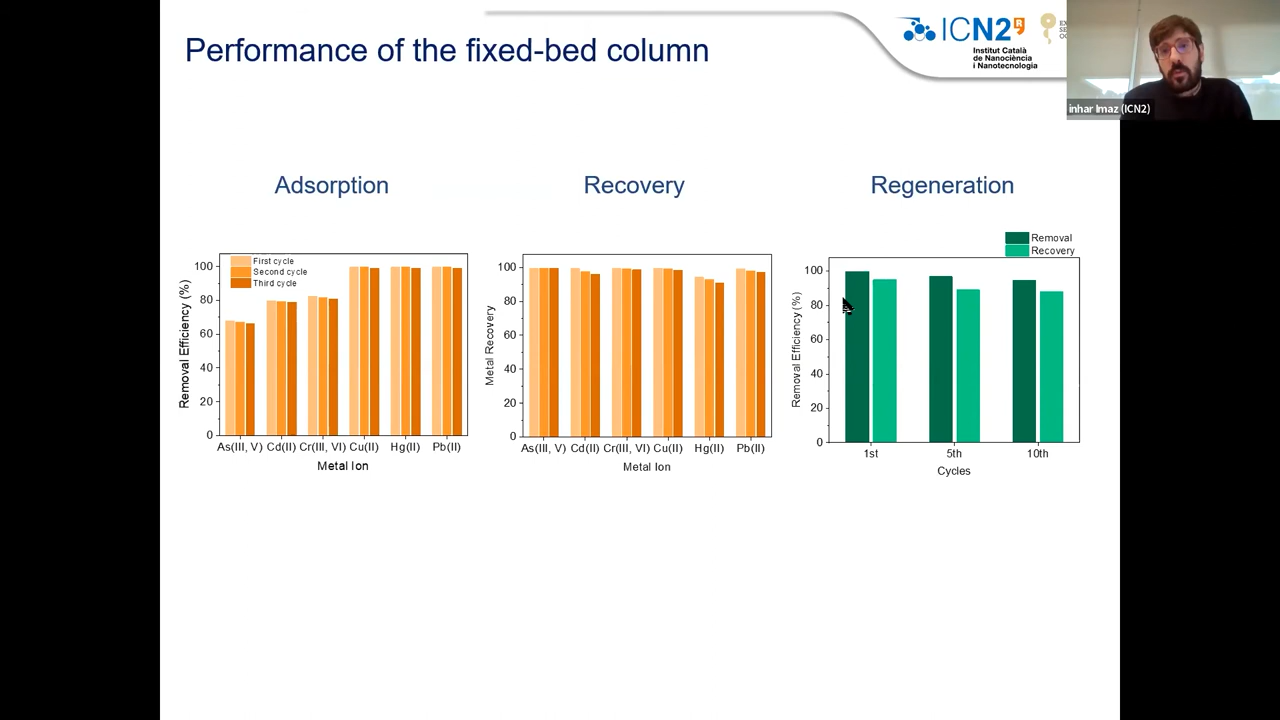 Performance of the fixed-bed column
ICN2
Institut Català
de Nanociència
i Nanotecnologia
inhar Imaz (ICN2)
Adsorption
Recovery
Regeneration
First cycle
Second cycle
Third cycle
Removal Efficiency (%)
100
80
60
40
20
0
As(III, V) Cd(II) Cr(III, VI) Cu(II) Hg(II) Pb(II)
Metal Ion
Metal Recovery
100
80
60
40
20
0
As(III, V) Cd(II) Cr(III, VI) Cu(II) Hg(II) Pb(II)
Metal Ion
Removal
Recovery
Removal Efficiency (%)
100
80
60
40
20
0
1st 5th 10th
Cycles